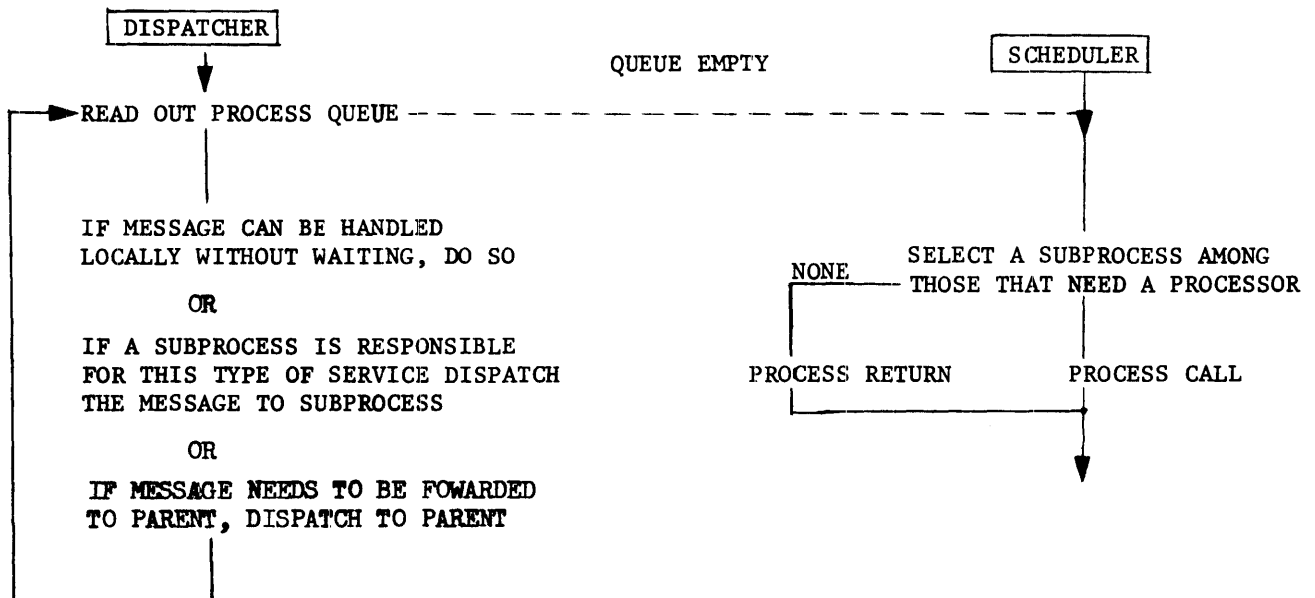 DISPATCHER
READ OUT PROCESS QUEUE
IF MESSAGE CAN BE HANDLED
LOCALLY WITHOUT WAITING, DO SO
OR
IF A SUBPROCESS IS RESPONSIBLE
FOR THIS TYPE OF SERVICE DISPATCH
THE MESSAGE TO SUBPROCESS
OR
IF MESSAGE NEEDS TO BE FOWARDED
TO PARENT, DISPATCH TO PARENT
QUEUE EMPTY
SCHEDULER
SELECT A SUBPROCESS AMONG
THOSE THAT NEED A PROCESSOR
NONE
PROCESS RETURN
PROCESS CALL